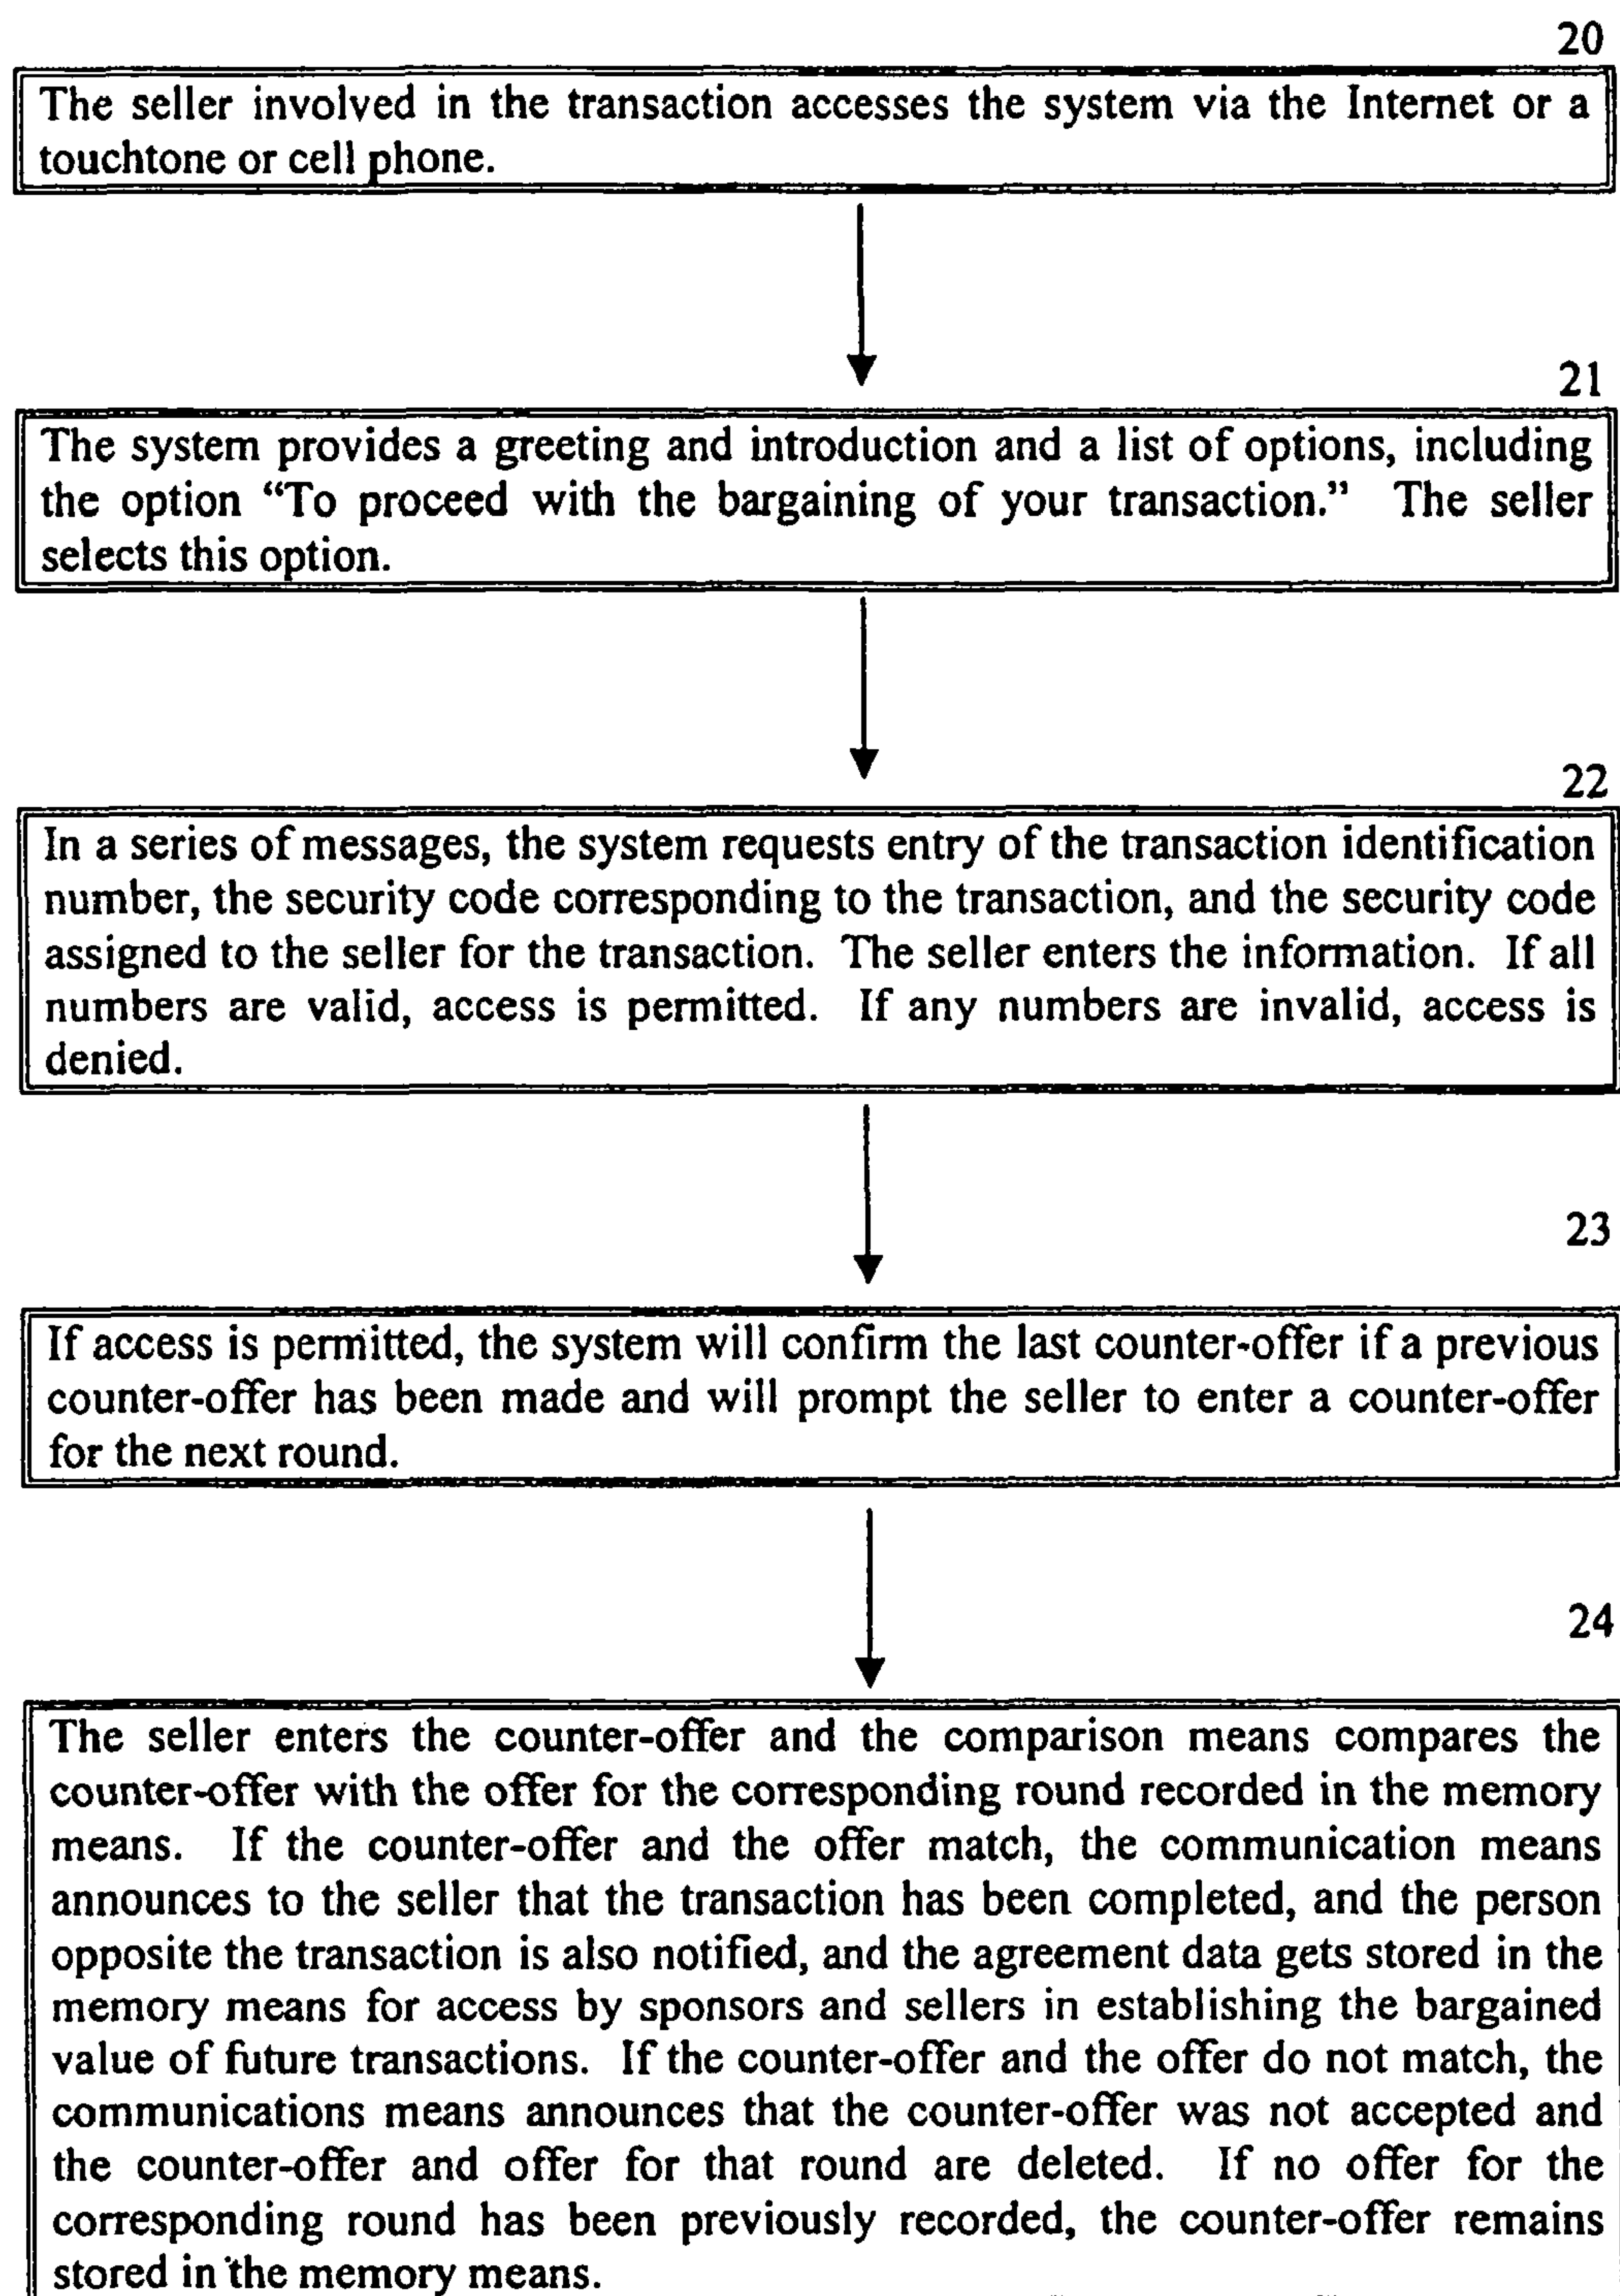 20
The seller involved in the transaction accesses the system via the Internet or a
touchtone or cell phone.
21
The system provides a greeting and introduction and a list of options, including
the option “To proceed with the bargaining of your transaction.” The seller
selects this option.
22
In a series of messages, the system requests entry of the transaction identification
number, the security code corresponding to the transaction, and the security code
assigned to the seller for the transaction. The seller enters the information. If all
numbers are valid, access is permitted. If any numbers are invalid, access is
denied.
23
If access is permitted, the system will confirm the last counter-offer if a previous
counter-offer has been made and will prompt the seller to enter a counter-offer
for the next round.
24
The seller enters the counter-offer and the comparison means compares the
counter-offer with the offer for the corresponding round recorded in the memory
means. If the counter-offer and the offer match, the communication means
announces to the seller that the transaction has been completed, and the person
opposite the transaction is also notified, and the agreement data gets stored in the
memory means for access by sponsors and sellers in establishing the bargained
value of future transactions. If the counter-offer and the offer do not match, the
communications means announces that the counter-offer was not accepted and
the counter-offer and offer for that round are deleted. If no offer for the
corresponding round has been previously recorded, the counter-offer remains
stored in the memory means.